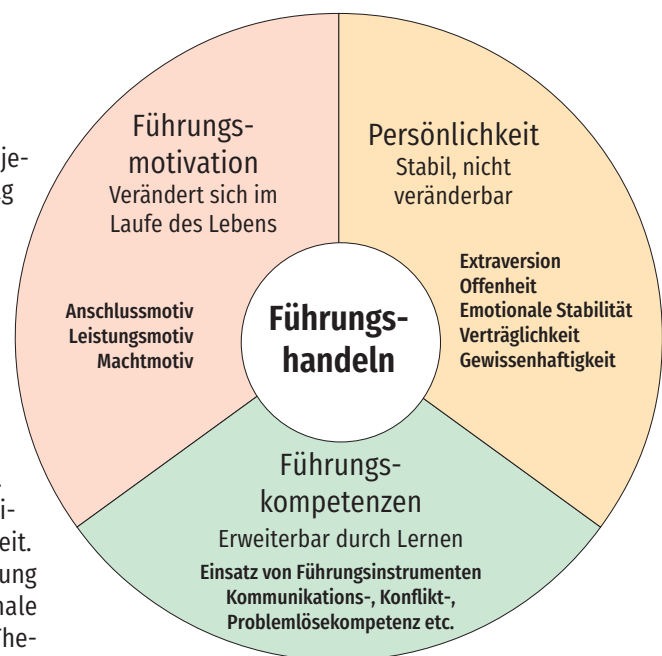 Führungs-
motivation
Verändert sich im
Laufe des Lebens
Anschlussmotiv
Leistungsmotiv
Machtmotiv
Persönlichkeit
Stabil, nicht
veränderbar
Extraversion
Offenheit
Emotionale Stabilität
Verträglichkeit
Gewissenhaftigkeit
Führungs-
handeln
Führungs-
kompetenzen
Erweiterbar durch Lernen
Einsatz von Führungsinstrumenten
Kommunikations-, Konflikt-,
Problemlösekompetenz etc.
je-